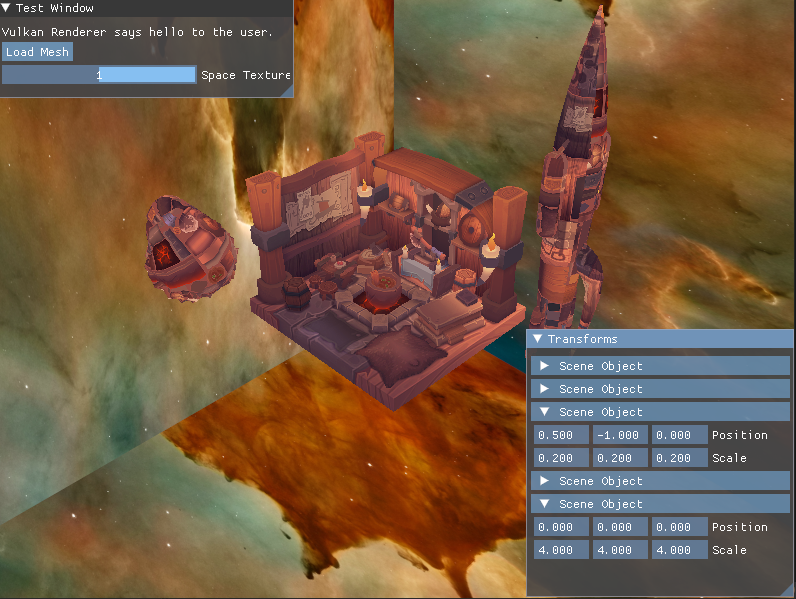 Test Window
Vulkan Renderer says hello to the user.
Load Mesh
1 Space Texture
Transforms
Scene Object
Scene Object
Scene Object
0.500 -1.000 0.000 Position
0.200 0.200 0.200 Scale
Scene Object
Scene Object
0.000 0.000 0.000 Position
4.000 4.000 4.000 Scale